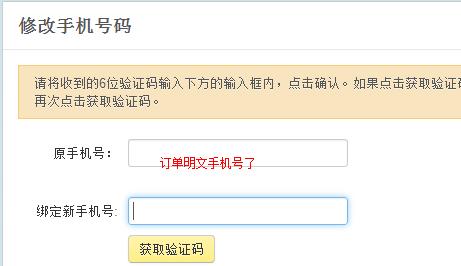 修改手机号码
请将收到的6位验证码输入下方的输入框内，点击确认。如果点击获取验证
再次点击获取验证码。
原手机号：
订单明文手机号了
绑定新手机号:
获取验证码